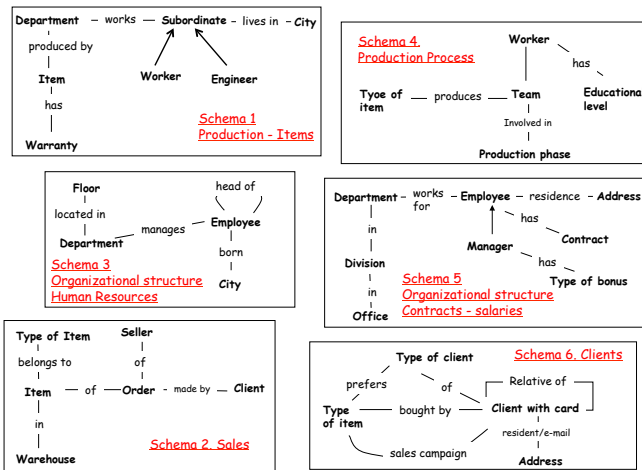 Department works Subordinate lives in City
produced by
Item
Worker Engineer
has
Schema 1
Production - Items
Warranty
Schema 4.
Production Process
Worker
has
Tyoe of
item
produces
Team
Educational
level
Involved in
Production phase
Floor
head of
located in
manages
Employee
Department
born
City
Schema 3
Organizational structure
Human Resources
Department works
for
Employee residence Address
in
has
Manager
Contract
Division
has
Type of bonus
in
Office
Schema 5
Organizational structure
Contracts - salaries
Type of Item Seller
belongs to of
Item of Order made by Client
in
Warehouse
Schema 2. Sales
Type of client
Schema 6. Clients
prefers
of
Relative of
Type
of item
bought by
Client with card
resident/e-mail
sales campaign
Address